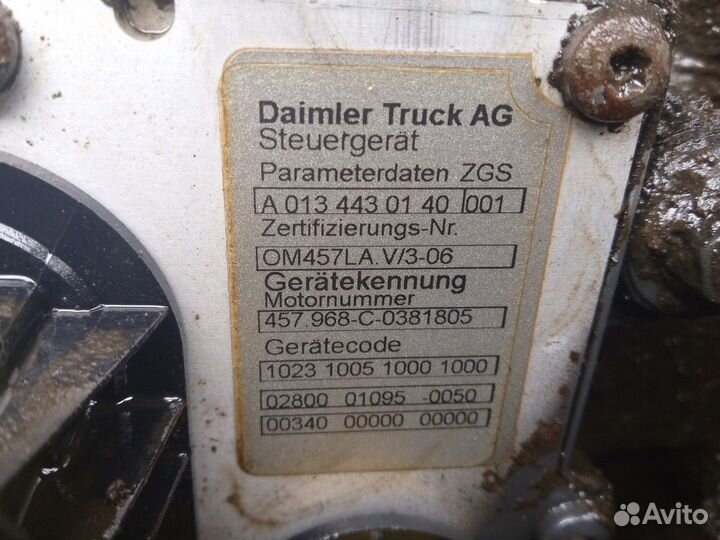 Daimler Truck AG
Steuergerät
Parameterdaten ZGS
A 013 443 01 40 001
Zertifizierungs-Nr.
OM457LA.V/3-06
Gerätekennung
Motornummer
457.968-C-0381805
Gerätecode
1023 1005 1000 1000
02800 01095 -0050
00340 00000 00000
Avito